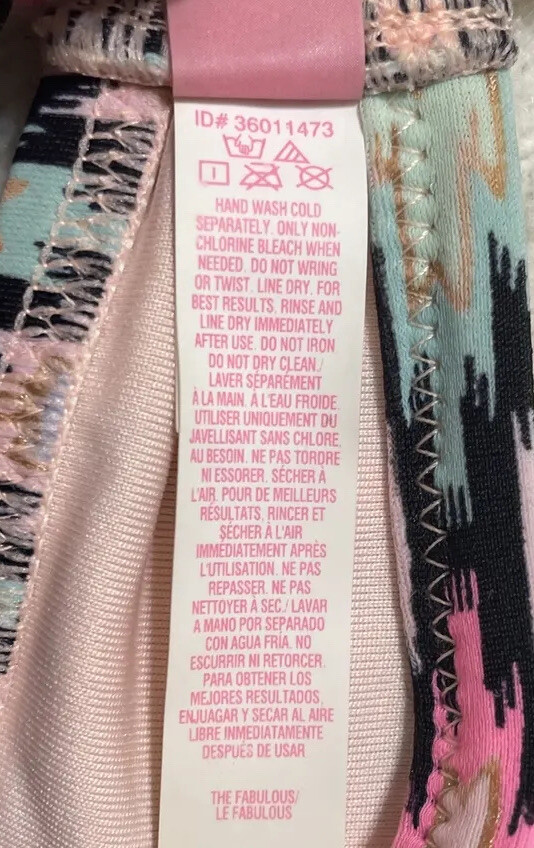 ID# 36011473
HAND WASH COLD
SEPARATELY. ONLY NON-
CHLORINE BLEACH WHEN
NEEDED. DO NOT WRING
OR TWIST. LINE DRY. FOR
BEST RESULTS, RINSE AND
LINE DRY IMMEDIATELY
AFTER USE. DO NOT IRON
DO NOT DRY CLEAN./
LAVER SÉPARÉMENT
À LA MAIN. À L'EAU FROIDE.
UTILISER UNIQUEMENT DU
JAVELLISANT SANS CHLORE,
AU BESOIN. NE PAS TORDRE
NI ESSORER. SÉCHER À
L'AIR. POUR DE MEILLEURS
RÉSULTATS, RINCER ET
SÉCHER À L'AIR
IMMÉDIATEMENT APRÈS
L'UTILISATION. NE PAS
REPASSER. NE PAS
NETTOYER À SEC./ LAVAR
A MANO POR SEPARADO
CON AGUA FRÍA. NO
ESCURRIR NI RETORCER.
PARA OBTENER LOS
MEJORES RESULTADOS,
ENJUAGAR Y SECAR AL AIRE
LIBRE INMEDIATAMENTE
DESPUÉS DE USAR.
THE FABULOUS/
LE FABULOUS